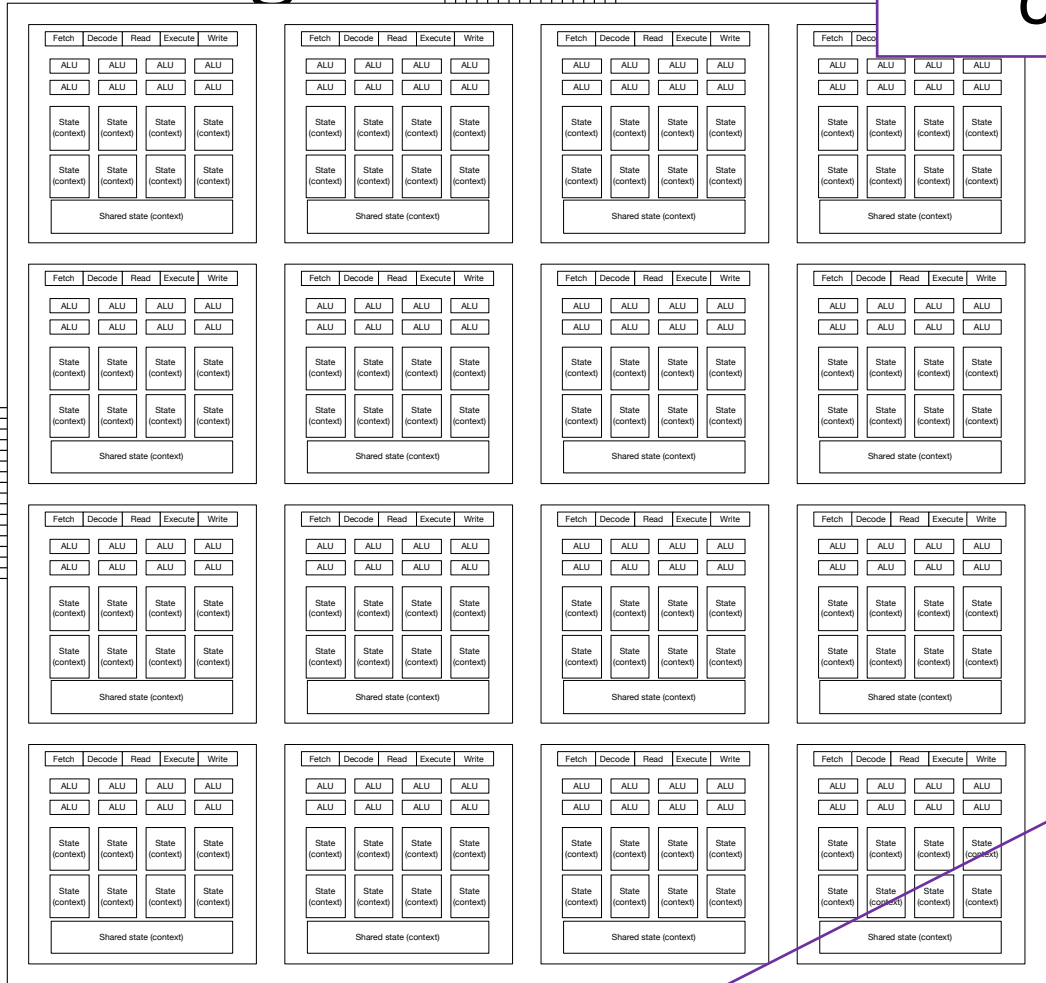 Fetch Decode Read Execute Write
ALU ALU ALU ALU
ALU ALU ALU ALU
State State State State
(context) (context) (context) (context)
State State State State
(context) (context) (context) (context)
Shared state (context)
Fetch Decode Read Execute Write
ALU ALU ALU ALU
ALU ALU ALU ALU
State State State State
(context) (context) (context) (context)
State State State State
(context) (context) (context) (context)
Shared state (context)
Fetch Decode Read Execute Write
ALU ALU ALU ALU
ALU ALU ALU ALU
State State State State
(context) (context) (context) (context)
State State State State
(context) (context) (context) (context)
Shared state (context)
Fetch
ALU ALU ALU ALU
ALU ALU ALU ALU
State State State State
(context) (context) (context) (context)
State State State State
(context) (context) (context) (context)
Shared state (context)
Fetch Decode Read Execute Write
ALU ALU ALU ALU
ALU ALU ALU ALU
State State State State
(context) (context) (context) (context)
State State State State
(context) (context) (context) (context)
Shared state (context)
Fetch Decode Read Execute Write
ALU ALU ALU ALU
ALU ALU ALU ALU
State State State State
(context) (context) (context) (context)
State State State State
(context) (context) (context) (context)
Shared state (context)
Fetch Decode Read Execute Write
ALU ALU ALU ALU
ALU ALU ALU ALU
State State State State
(context) (context) (context) (context)
State State State State
(context) (context) (context) (context)
Shared state (context)
Fetch Decode Read Execute Write
ALU ALU ALU ALU
ALU ALU ALU ALU
State State State State
(context) (context) (context) (context)
State State State State
(context) (context) (context) (context)
Shared state (context)
Fetch Decode Read Execute Write
ALU ALU ALU ALU
ALU ALU ALU ALU
State State State State
(context) (context) (context) (context)
State State State State
(context) (context) (context) (context)
Shared state (context)
Fetch Decode Read Execute Write
ALU ALU ALU ALU
ALU ALU ALU ALU
State State State State
(context) (context) (context) (context)
State State State State
(context) (context) (context) (context)
Shared state (context)
Fetch Decode Read Execute Write
ALU ALU ALU ALU
ALU ALU ALU ALU
State State State State
(context) (context) (context) (context)
State State State State
(context) (context) (context) (context)
Shared state (context)
Fetch Decode Read Execute Write
ALU ALU ALU ALU
ALU ALU ALU ALU
State State State State
(context) (context) (context) (context)
State State State State
(context) (context) (context) (context)
Shared state (context)
Fetch Decode Read Execute Write
ALU ALU ALU ALU
ALU ALU ALU ALU
State State State State
(context) (context) (context) (context)
State State State State
(context) (context) (context) (context)
Shared state (context)
Fetch Decode Read Execute Write
ALU ALU ALU ALU
ALU ALU ALU ALU
State State State State
(context) (context) (context) (context)
State State State State
(context) (context) (context) (context)
Shared state (context)
Fetch Decode Read Execute Write
ALU ALU ALU ALU
ALU ALU ALU ALU
State State State State
(context) (context) (context) (context)
State State State State
(context) (context) (context) (context)
Shared state (context)
Fetch Decode Read Execute Write
ALU ALU ALU ALU
ALU ALU ALU ALU
State State State State
(context) (context) (context) (context)
State State State State
(context) (context) (context) (context)
Shared state (context)